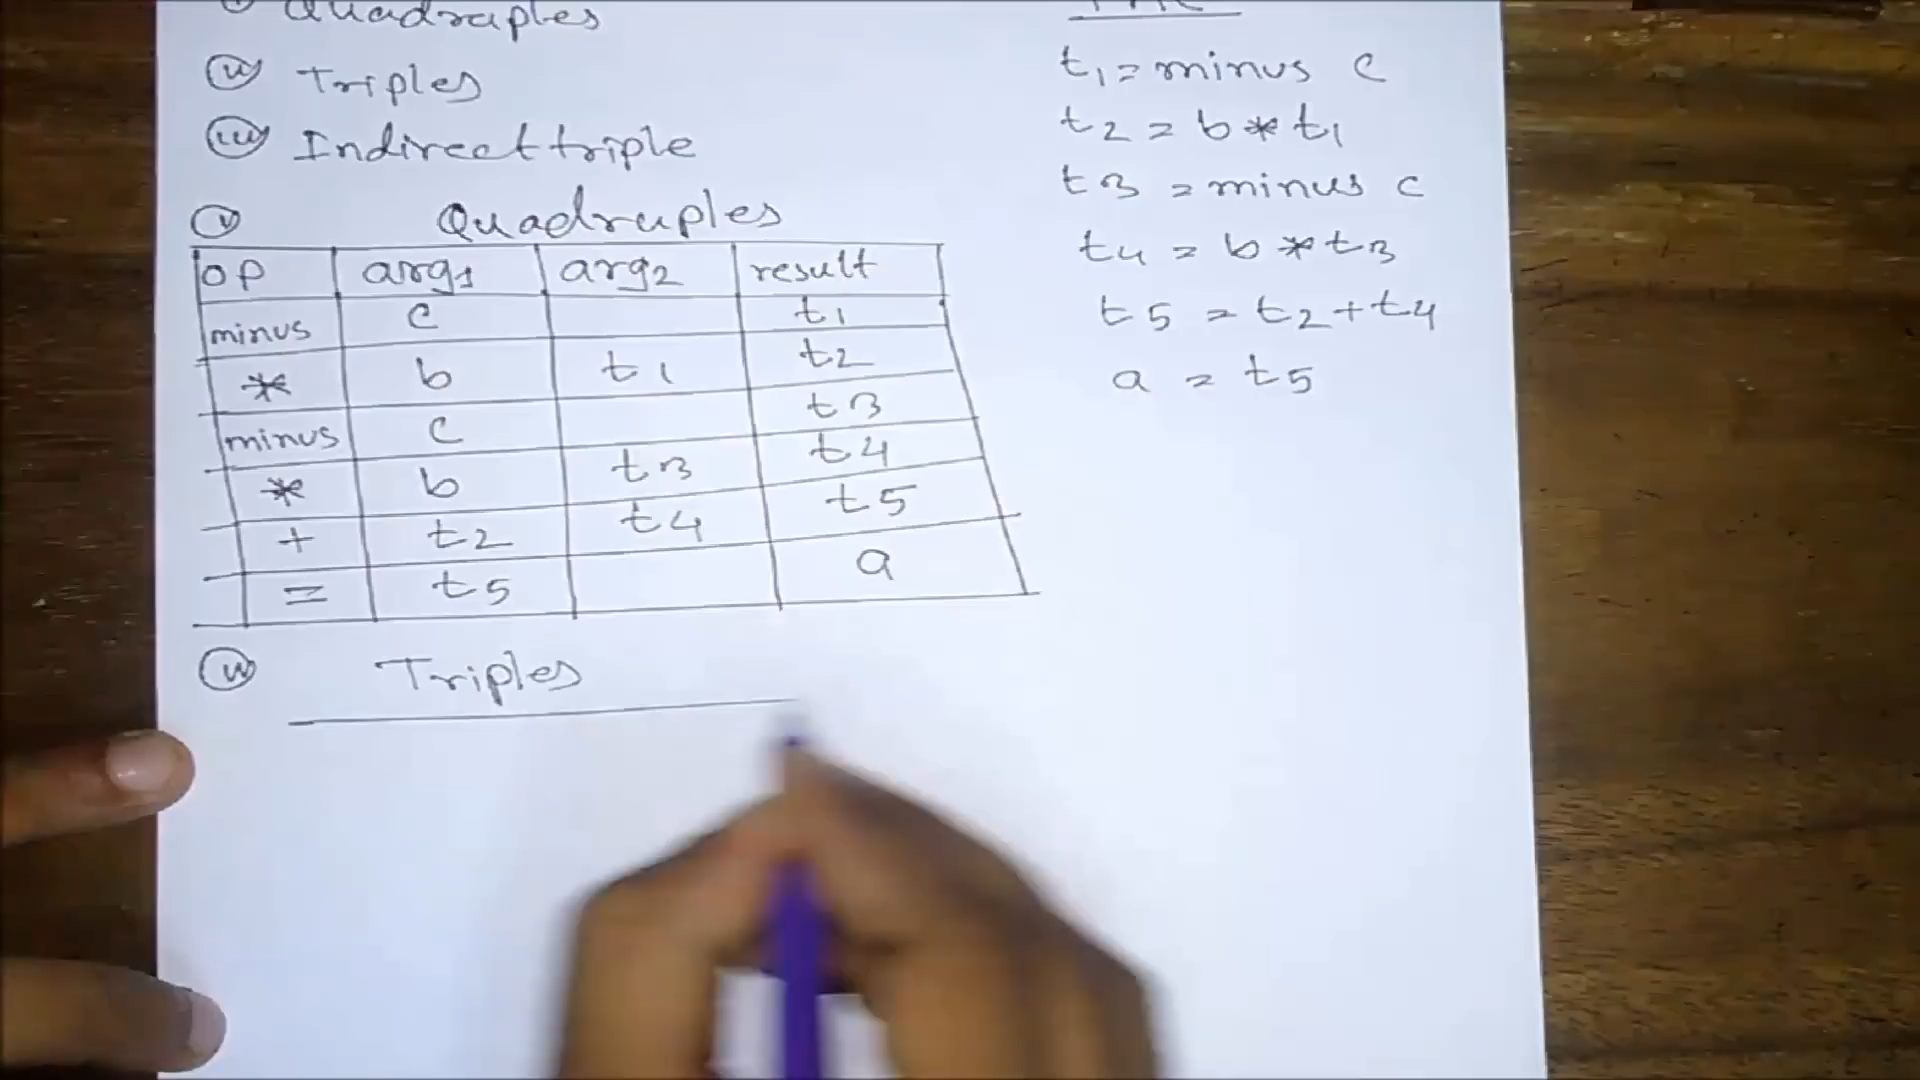 Quadruples
ii Triples
iii Indirect triple
i Quadruples
op arg1 arg2 result
minus c t1
* b t1 t2
minus c t3
* b t3 t4
+ t2 t4 t5
= t5 a
ii Triples
t1 = minus c
t2 = b * t1
t3 = minus c
t4 = b * t3
t5 = t2 + t4
a = t5